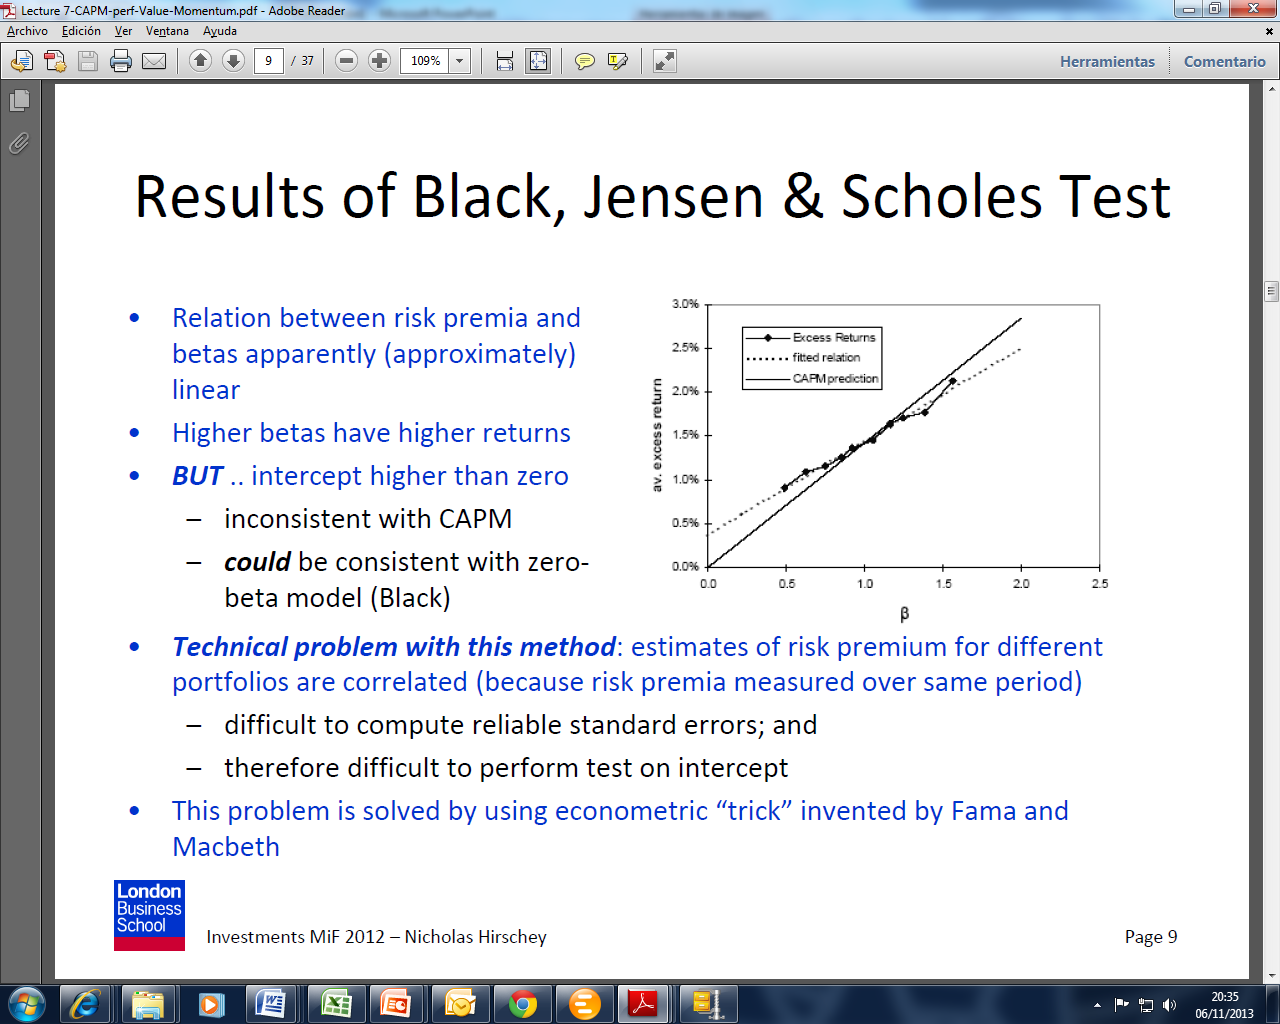 Lecture 7-CAPM-perf-Value-Momentum.pdf - Adobe Reader
Archivo Edición Ver Ventana Ayuda
9 / 37 109% Herramientas Comentario
Results of Black, Jensen & Scholes Test
• Relation between risk premia and
betas apparently (approximately)
linear
• Higher betas have higher returns
• BUT .. intercept higher than zero
– inconsistent with CAPM
– could be consistent with zero-
beta model (Black)
3.0%
2.5%
2.0%
1.5%
1.0%
0.5%
0.0%
av. excess return
Excess Returns
fitted relation
CAPM prediction
0.0 0.5 1.0 1.5 2.0 2.5
β
• Technical problem with this method: estimates of risk premium for different
portfolios are correlated (because risk premia measured over same period)
– difficult to compute reliable standard errors; and
– therefore difficult to perform test on intercept
• This problem is solved by using econometric “trick” invented by Fama and
Macbeth
London
Business
School
Investments MiF 2012 – Nicholas Hirschey
Page 9
20:35
06/11/2013